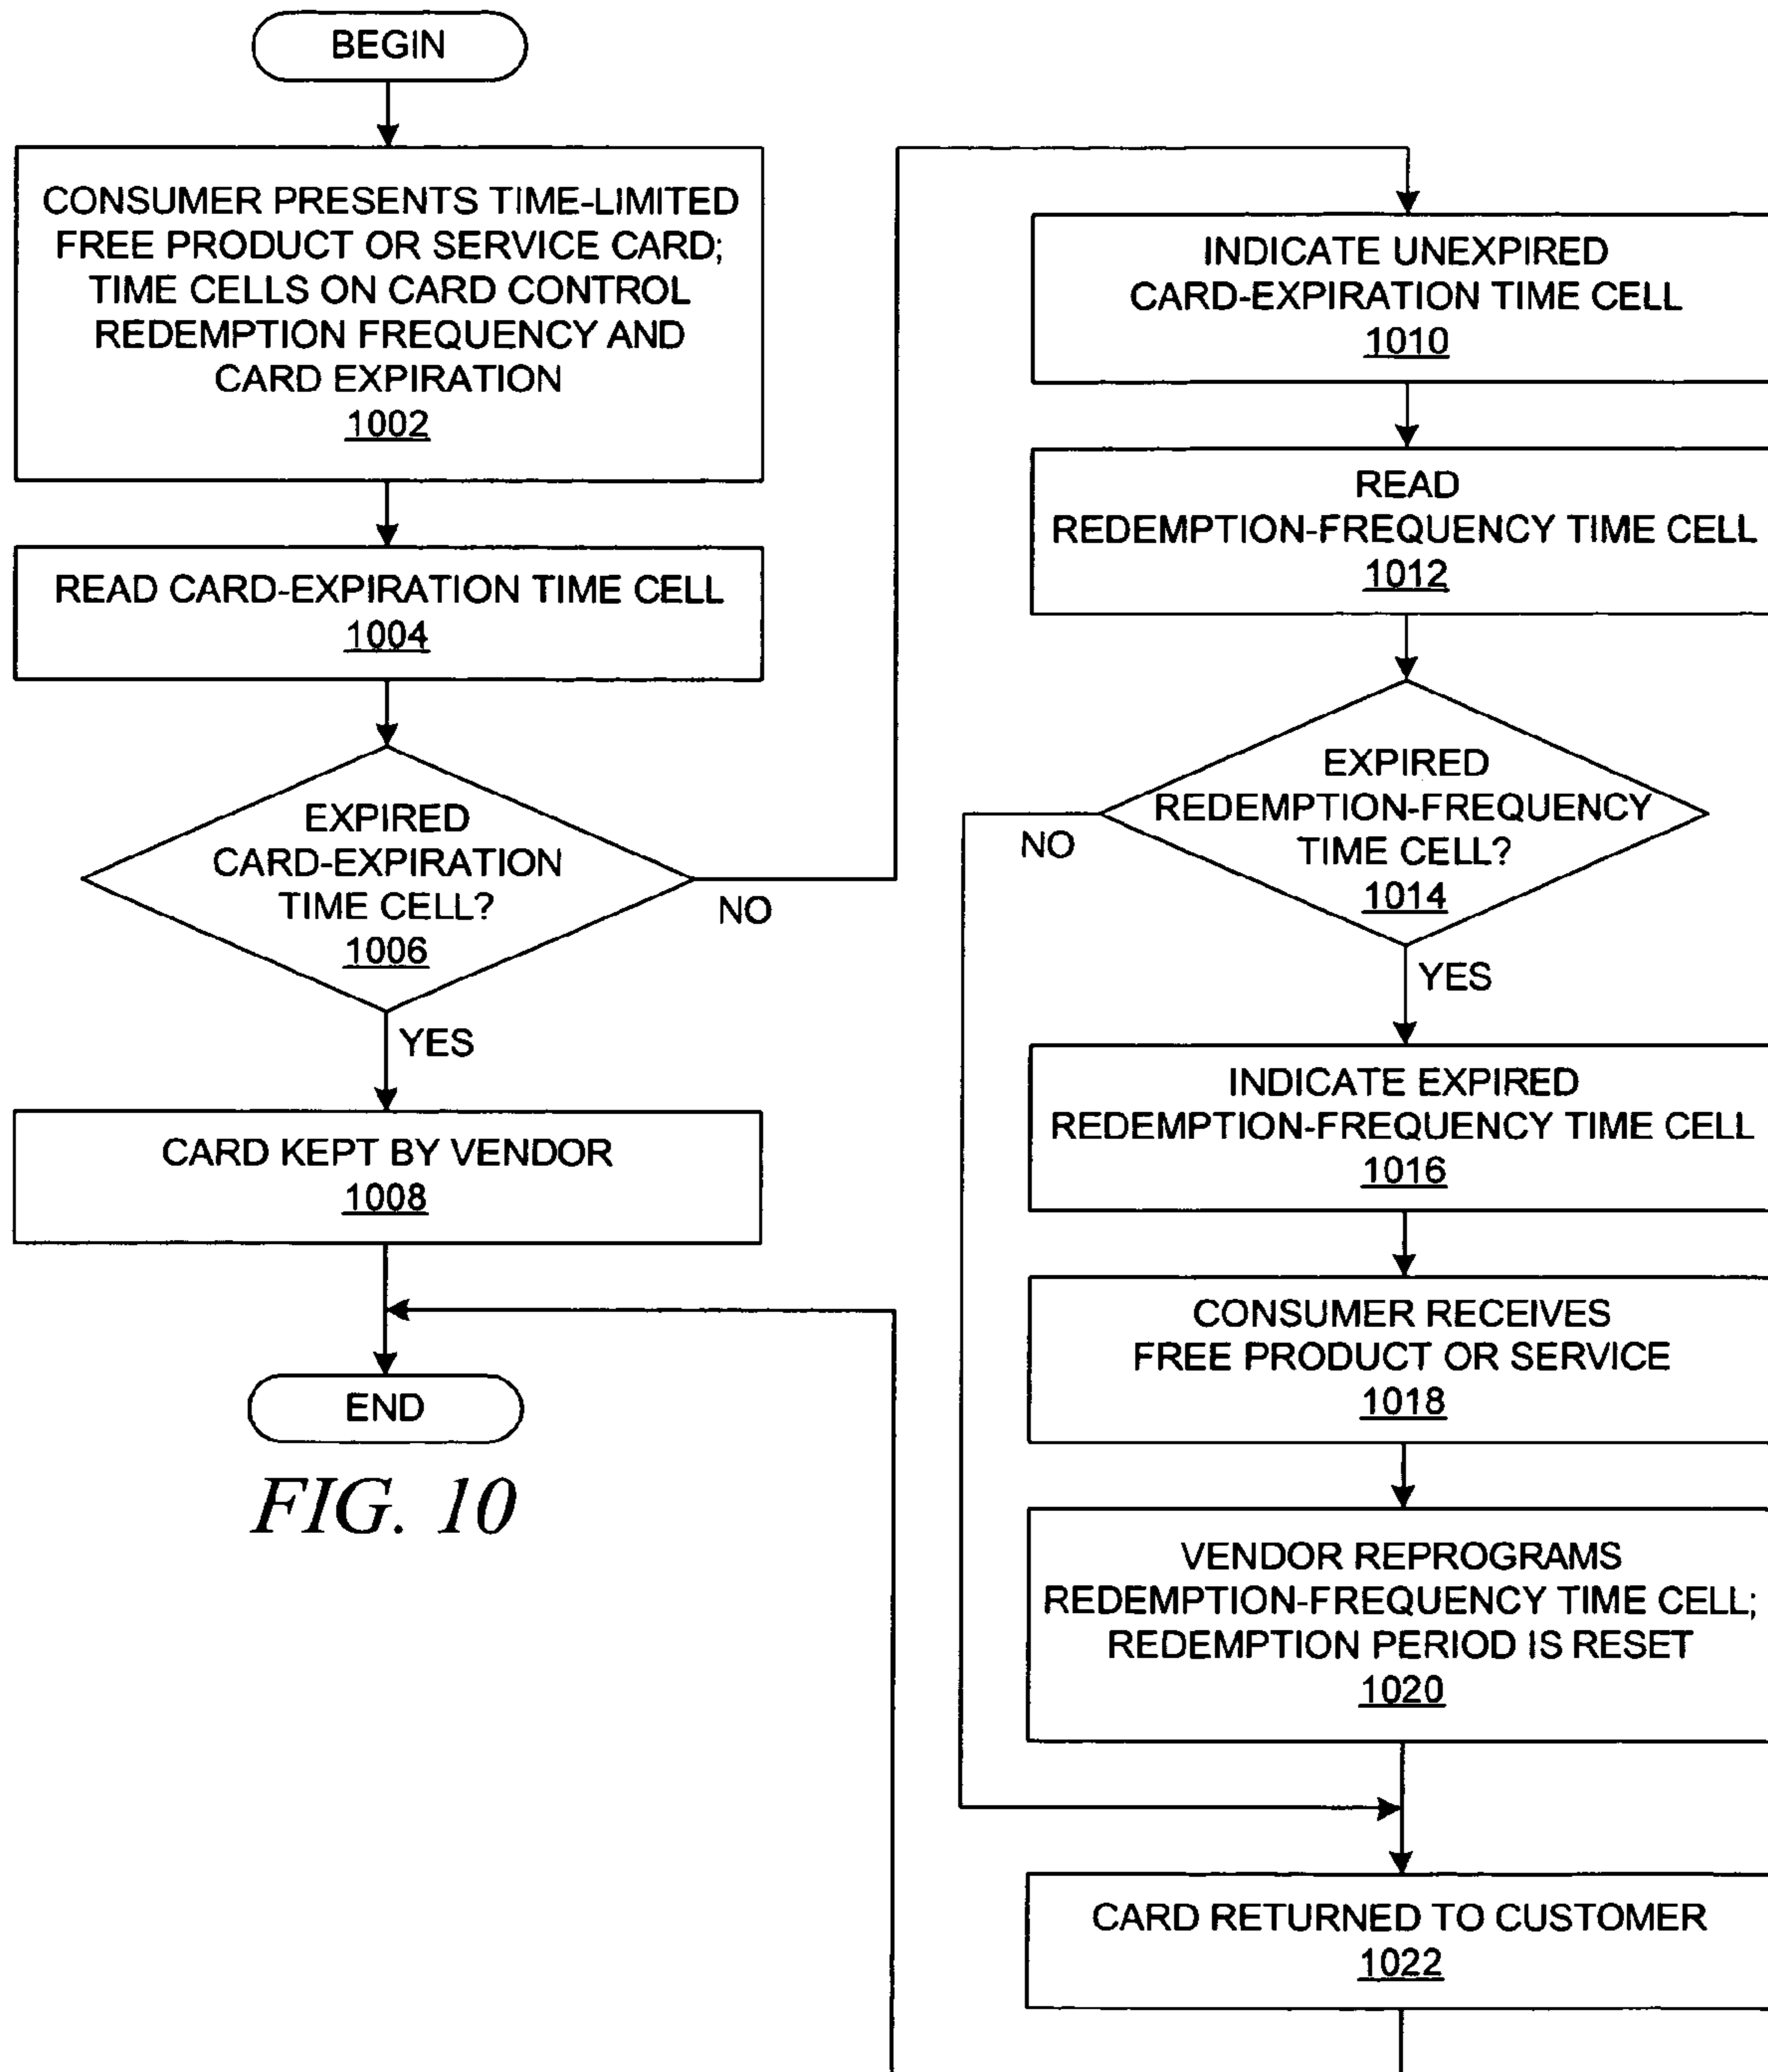 BEGIN
CONSUMER PRESENTS TIME-LIMITED
FREE PRODUCT OR SERVICE CARD;
TIME CELLS ON CARD CONTROL
REDEMPTION FREQUENCY AND
CARD EXPIRATION
1002
READ CARD-EXPIRATION TIME CELL
1004
EXPIRED
CARD-EXPIRATION
TIME CELL?
1006
NO
YES
CARD KEPT BY VENDOR
1008
END
FIG. 10
INDICATE UNEXPIRED
CARD-EXPIRATION TIME CELL
1010
READ
REDEMPTION-FREQUENCY TIME CELL
1012
EXPIRED
REDEMPTION-FREQUENCY
TIME CELL?
1014
NO
YES
INDICATE EXPIRED
REDEMPTION-FREQUENCY TIME CELL
1016
CONSUMER RECEIVES
FREE PRODUCT OR SERVICE
1018
VENDOR REPROGRAMS
REDEMPTION-FREQUENCY TIME CELL;
REDEMPTION PERIOD IS RESET
1020
CARD RETURNED TO CUSTOMER
1022